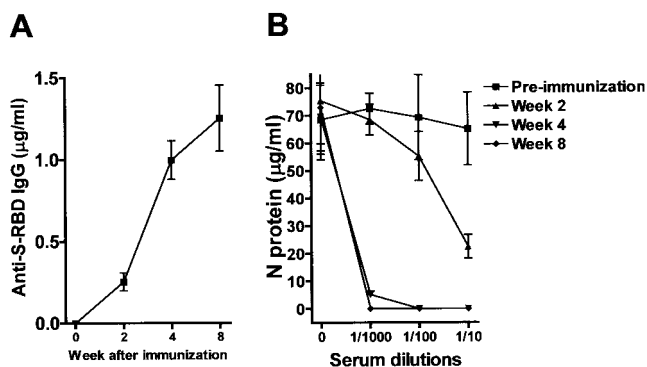 A
Anti-S-RBD IgG (μg/ml)
1.5
1.0
0.5
0.0
0 2 4 8
Week after immunization
B
N protein (μg/ml)
80
70
60
50
40
30
20
10
0
0 1/1000 1/100 1/10
Serum dilutions
Pre-immunization
Week 2
Week 4
Week 8